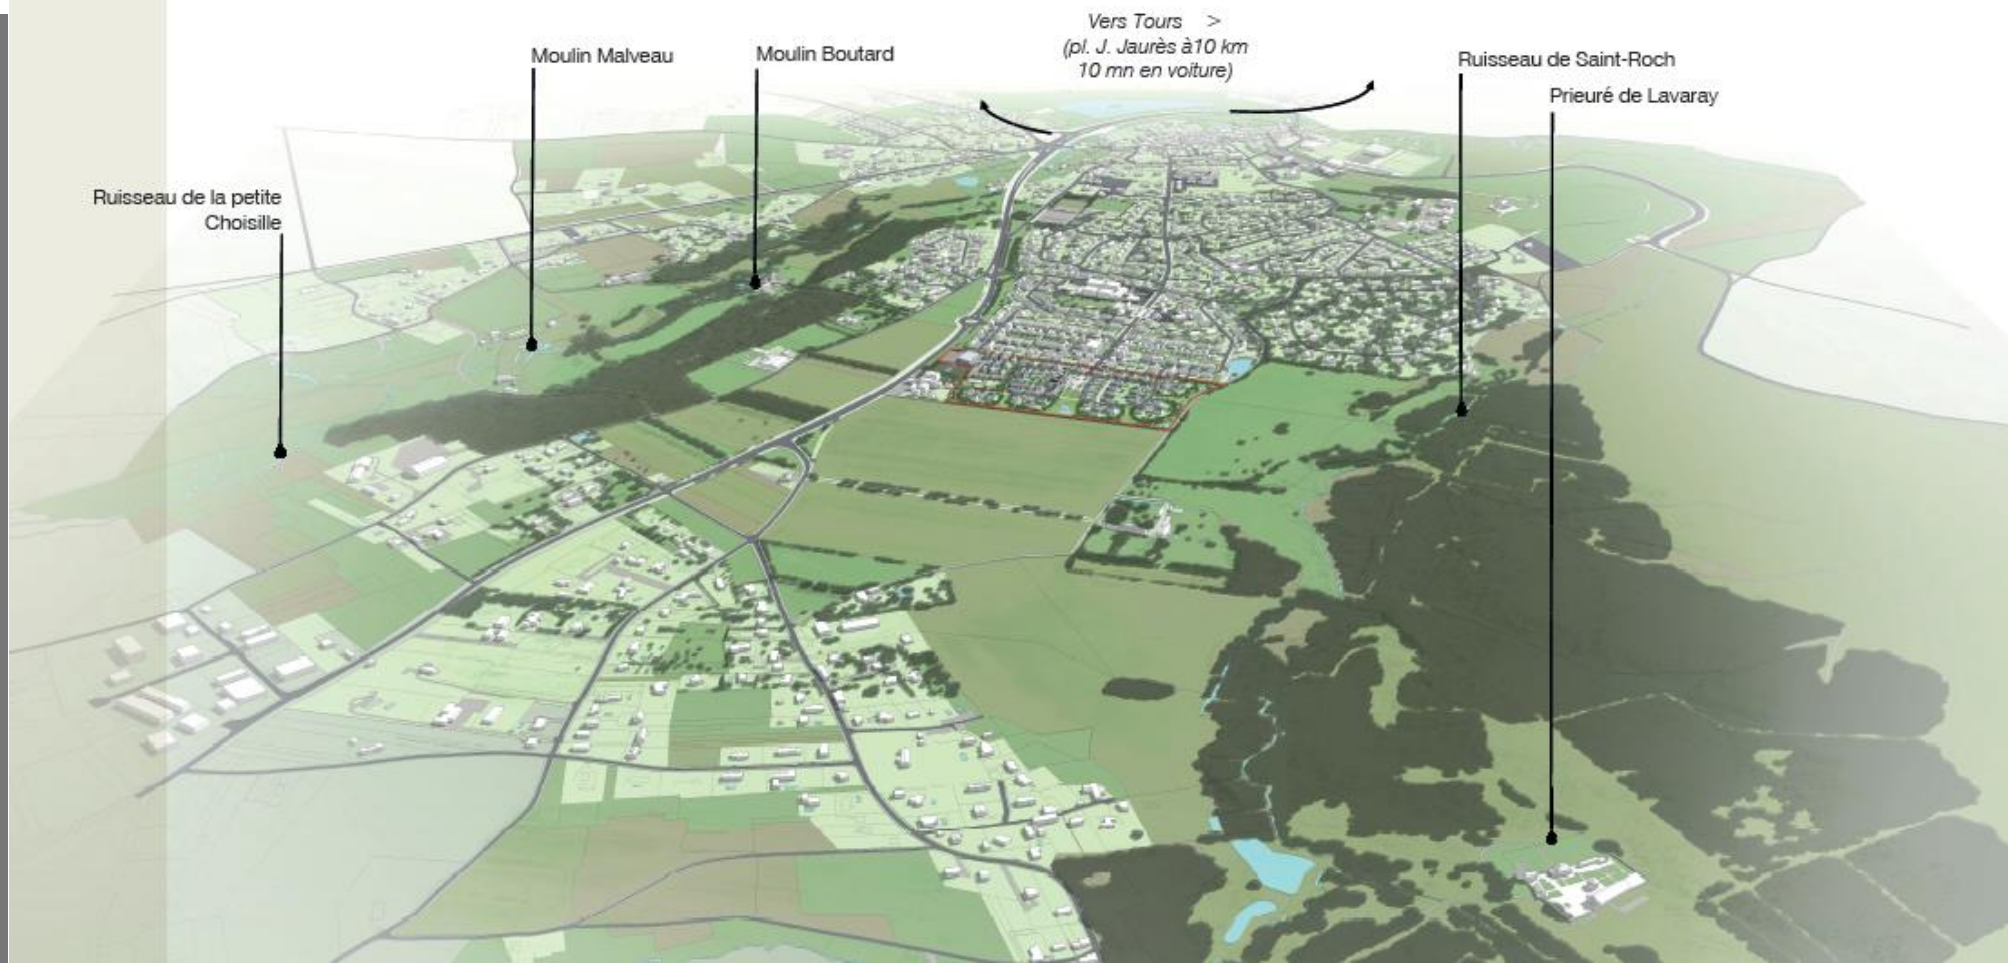 Vers Tours >
(pl. J. Jaurès à10 km
10 mn en voiture)
Moulin Malveau
Moulin Boutard
Ruisseau de Saint-Roch
Prieuré de Lavaray
Ruisseau de la petite
Choisille